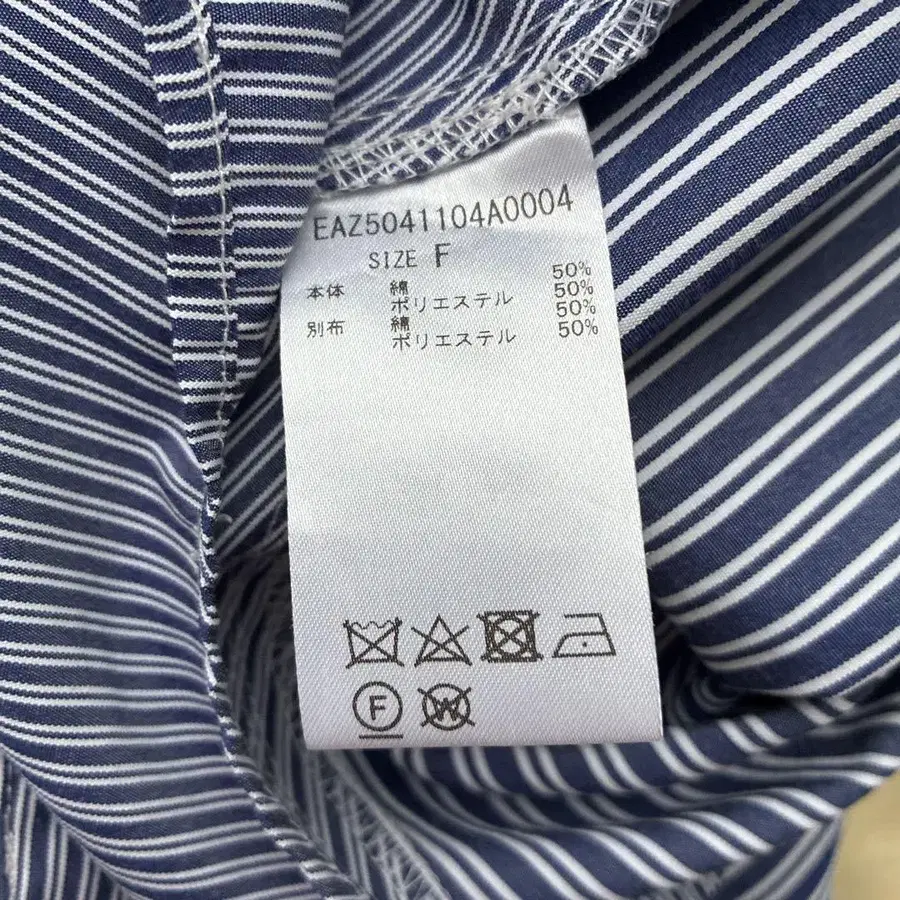 EAZ5041104A0004
SIZE F
本体 綿 50%
ポリエステル 50%
別布 綿 50%
ポリエステル 50%
F W